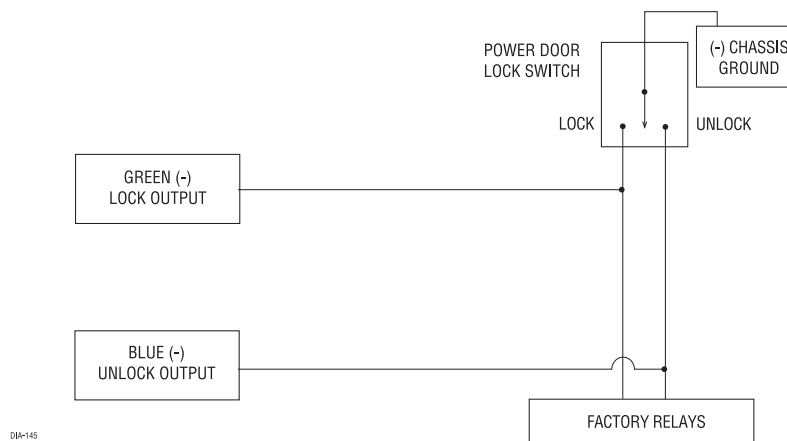 POWER DOOR
LOCK SWITCH
(-) CHASSIS
GROUND
LOCK
UNLOCK
GREEN (-)
LOCK OUTPUT
BLUE (-)
UNLOCK OUTPUT
FACTORY RELAYS
DIA-145